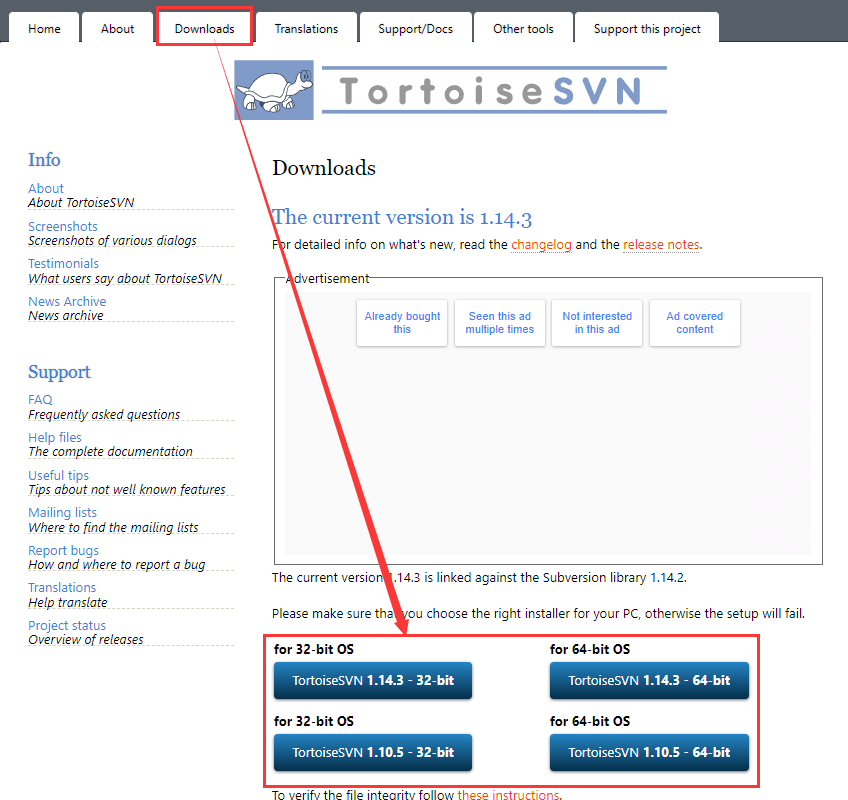 Home About Downloads Translations Support/Docs Other tools Support this project
TortoiseSVN
Info
About
About TortoiseSVN
Screenshots
Screenshots of various dialogs
Testimonials
What users say about TortoiseSVN
News Archive
News archive
Support
FAQ
Frequently asked questions
Help files
The complete documentation
Useful tips
Tips about not well known features
Mailing lists
Where to find the mailing lists
Report bugs
How and where to report a bug
Translations
Help translate
Project status
Overview of releases
Downloads
The current version is 1.14.3
For detailed info on what's new, read the changelog and the release notes.
Advertisement
Already bought this
Seen this ad multiple times
Not interested in this ad
Ad covered content
The current version 1.14.3 is linked against the Subversion library 1.14.2.
Please make sure that you choose the right installer for your PC, otherwise the setup will fail.
for 32-bit OS for 64-bit OS
TortoiseSVN 1.14.3 - 32-bit TortoiseSVN 1.14.3 - 64-bit
for 32-bit OS for 64-bit OS
TortoiseSVN 1.10.5 - 32-bit TortoiseSVN 1.10.5 - 64-bit
To verify the file integrity follow these instructions.